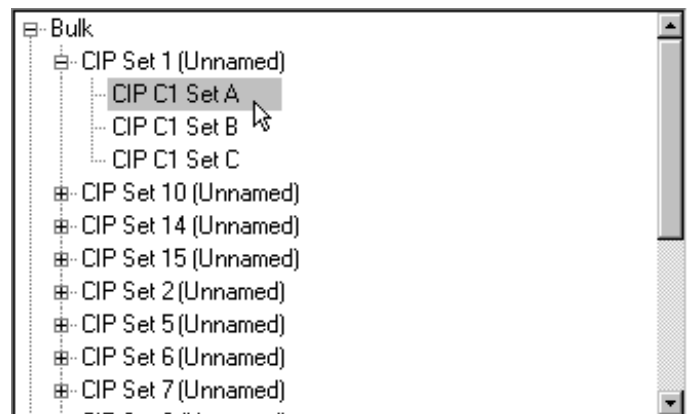 Bulk
CIP Set 1 (Unnamed)
CIP C1 Set A
CIP C1 Set B
CIP C1 Set C
CIP Set 10 (Unnamed)
CIP Set 14 (Unnamed)
CIP Set 15 (Unnamed)
CIP Set 2 (Unnamed)
CIP Set 5 (Unnamed)
CIP Set 6 (Unnamed)
CIP Set 7 (Unnamed)